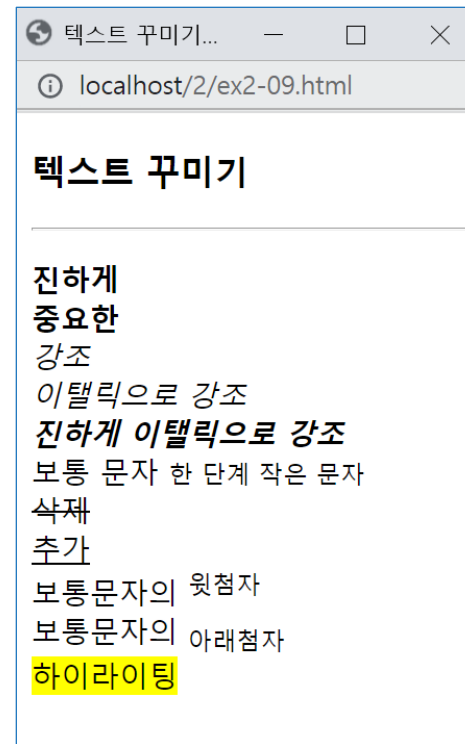 텍스트 꾸미기...
localhost/2/ex2-09.html
텍스트 꾸미기
진하게
중요한
강조
이탤릭으로 강조
진하게 이탤릭으로 강조
보통 문자 한 단계 작은 문자
삭제
추가
보통문자의 윗첨자
보통문자의 아래첨자
하이라이팅